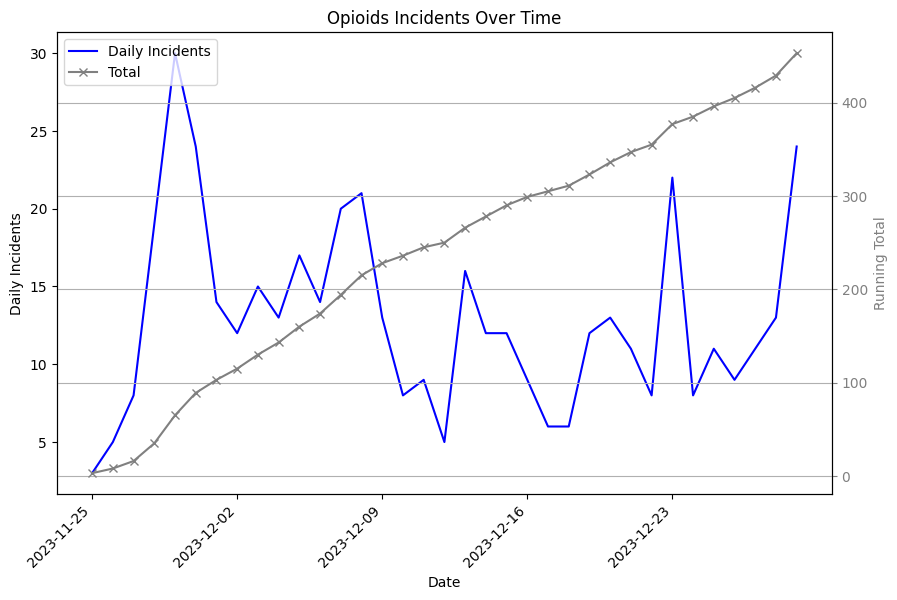 Opioids Incidents Over Time
Daily Incidents
Total
30
25
20
15
10
5
Daily Incidents
400
300
200
100
0
Running Total
2023-11-25
2023-12-02
2023-12-09
2023-12-16
2023-12-23
Date